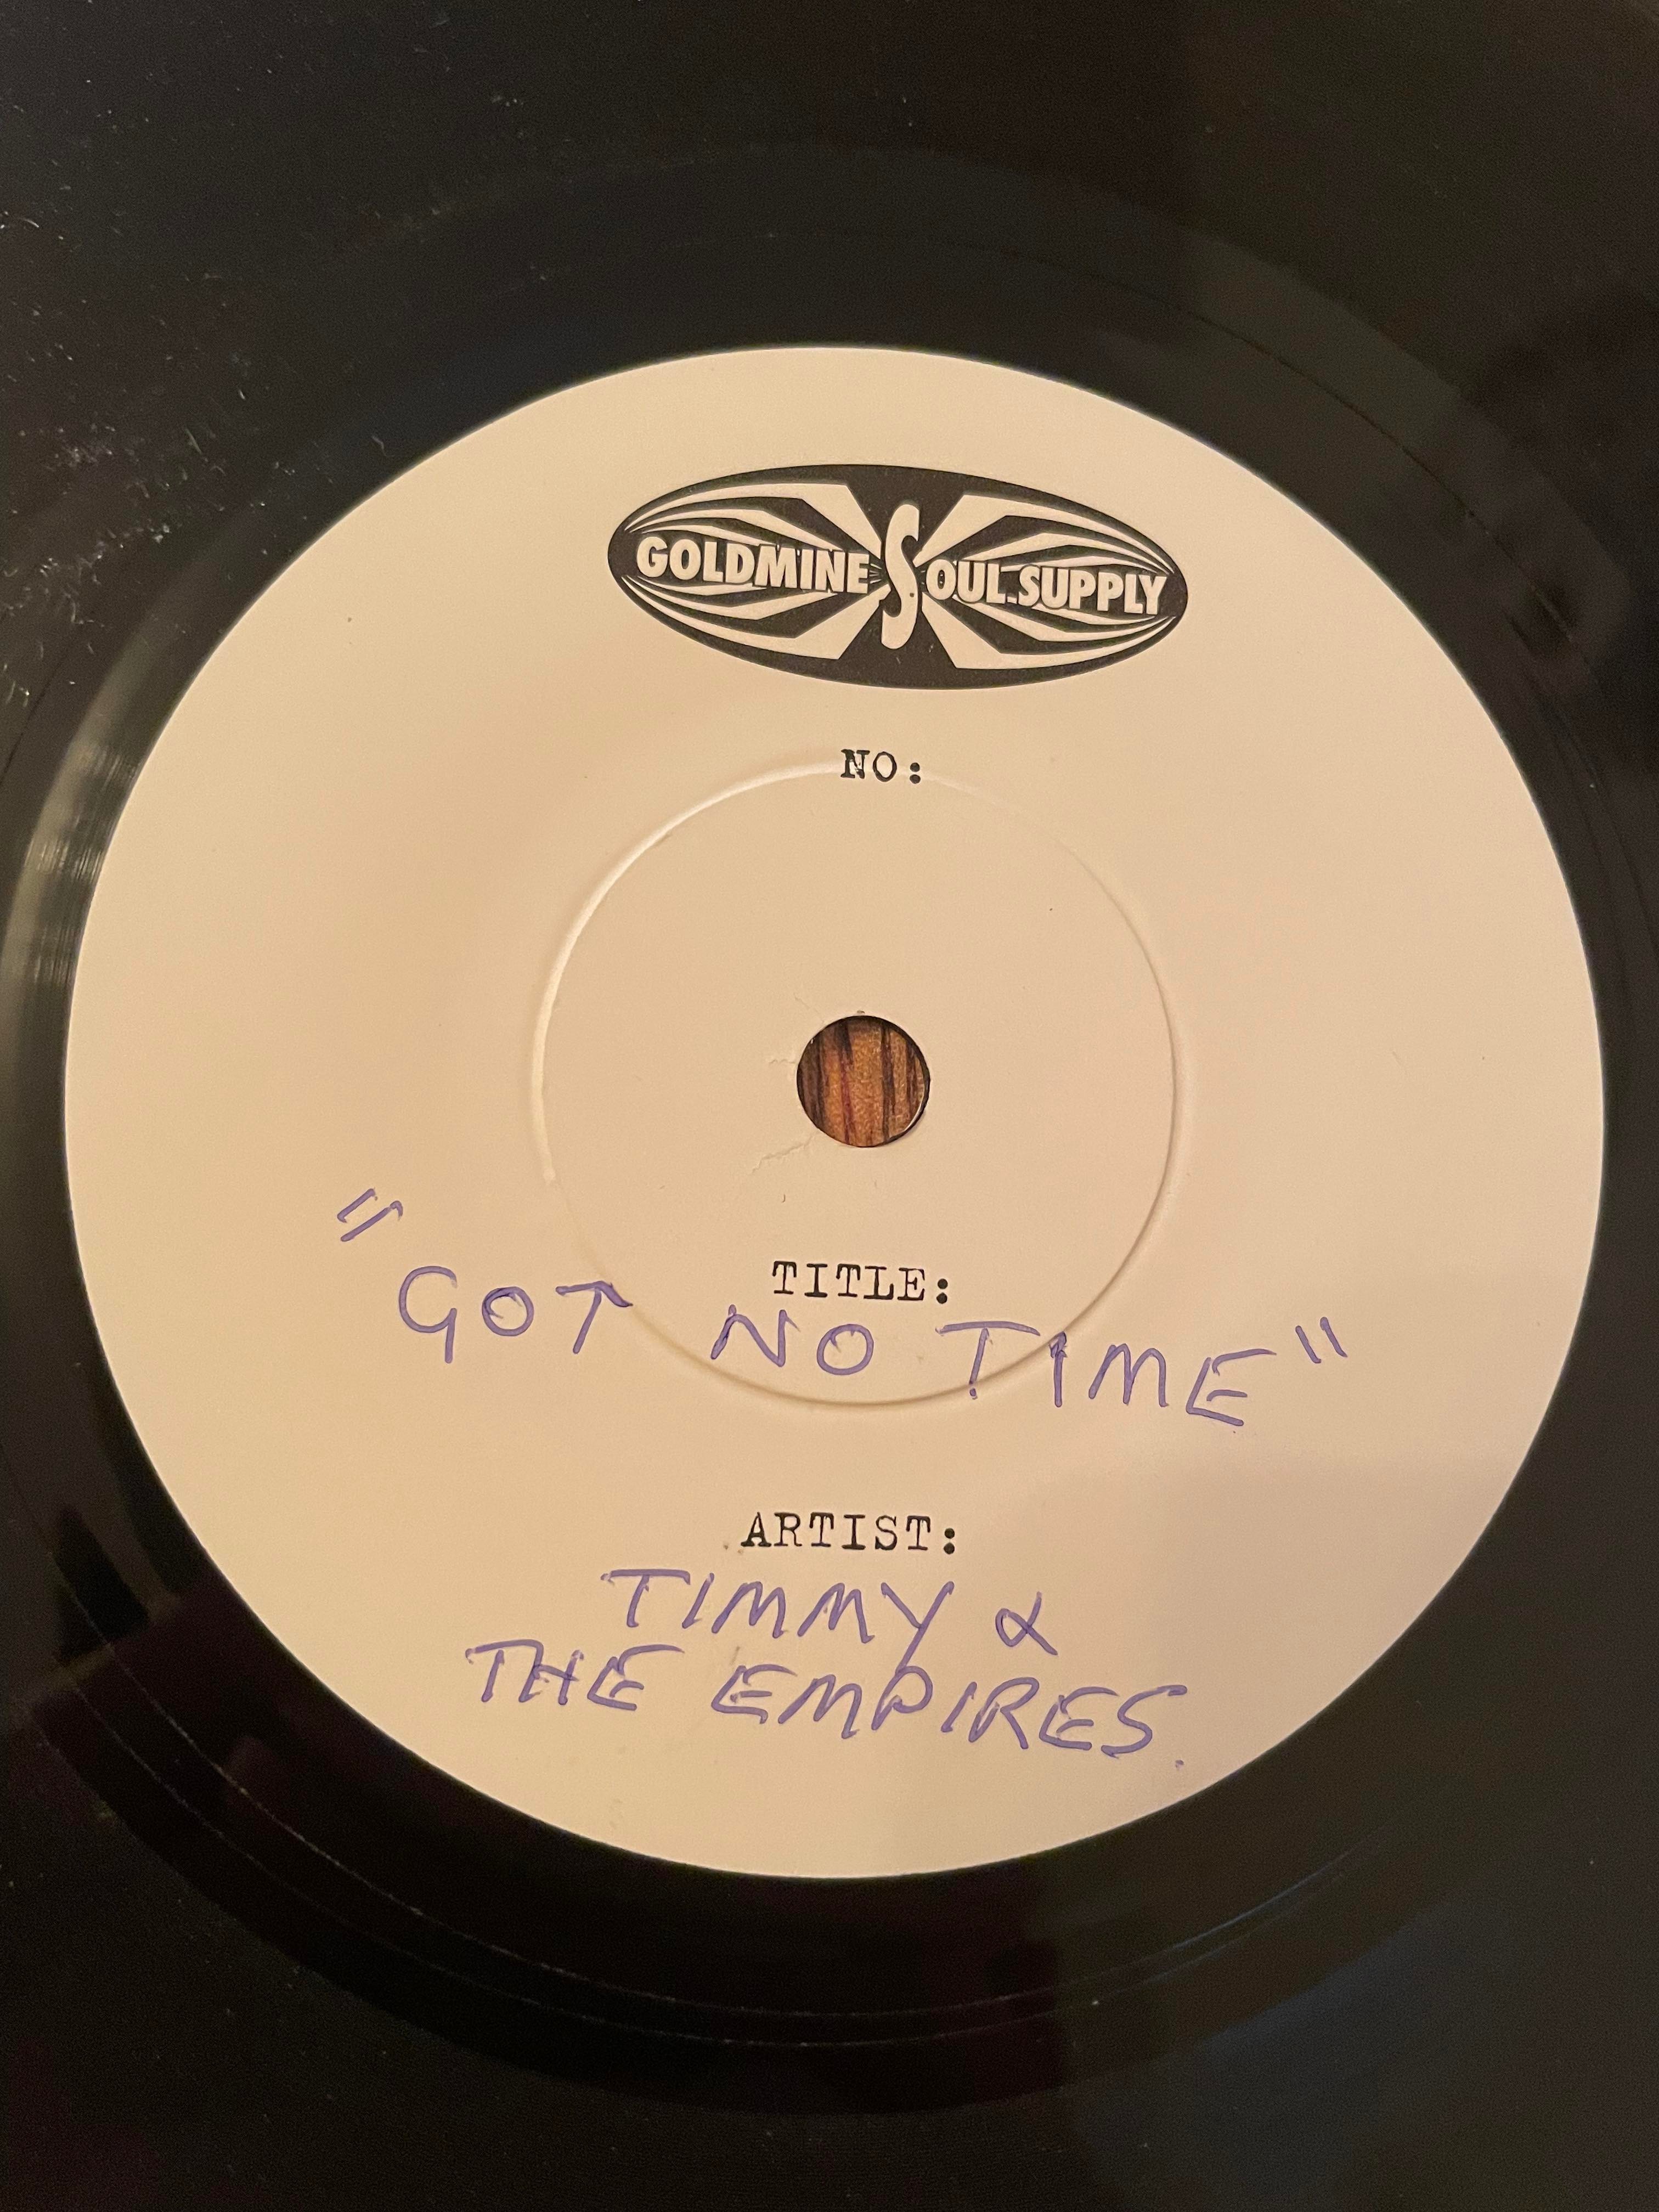 GOLDMINE SOUL SUPPLY
NO:
TITLE:
"GOT NO TIME"
ARTIST:
TIMMY &
THE EMPIRES.